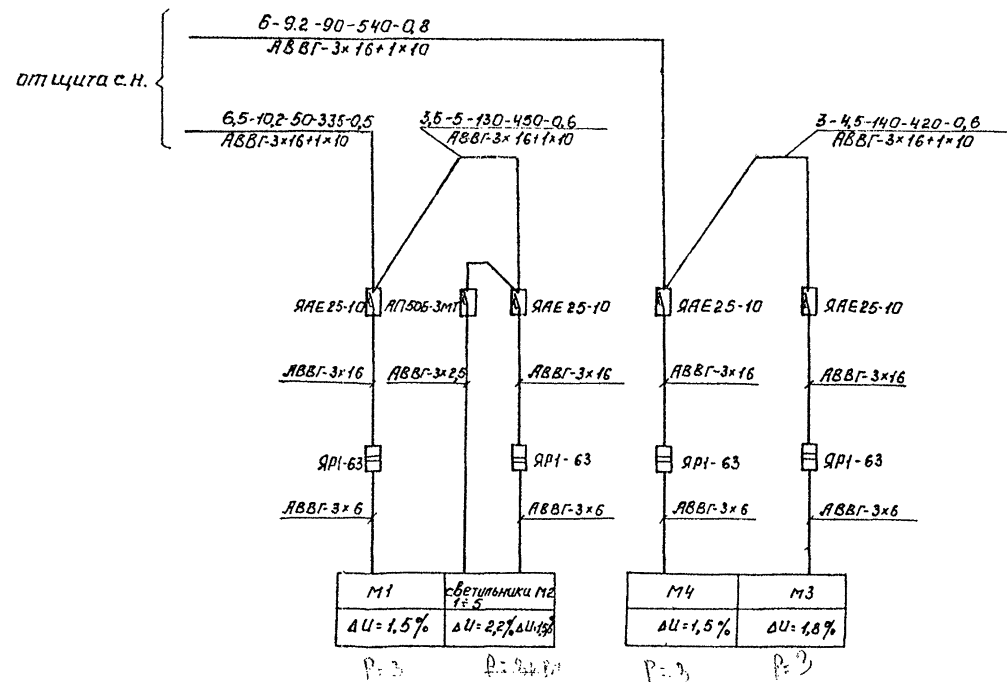 6-9,2-90-540-0,8
АВВГ-3×16+1×10
от щита с.н.
6,5-10,2-50-335-0,5
АВВГ-3×16+1×10
3,5-5-130-450-0,6
АВВГ-3×16+1×10
3-4,5-140-420-0,6
АВВГ-3×16+1×10
ЯАЕ25-10
АП50Б-3МТ
ЯАЕ25-10
ЯАЕ25-10
ЯАЕ25-10
АВВГ-3×16
АВВГ-3×2,5
АВВГ-3×16
АВВГ-3×16
АВВГ-3×16
ЯР1-63
ЯР1-63
ЯР1-63
ЯР1-63
АВВГ-3×6
АВВГ-3×6
АВВГ-3×6
АВВГ-3×6
М1
светильники
1÷5
М2
М4
М3
ΔU=1,5%
ΔU=2,2%
ΔU=1,5%
ΔU=1,8%
P=3
P=3
P=3